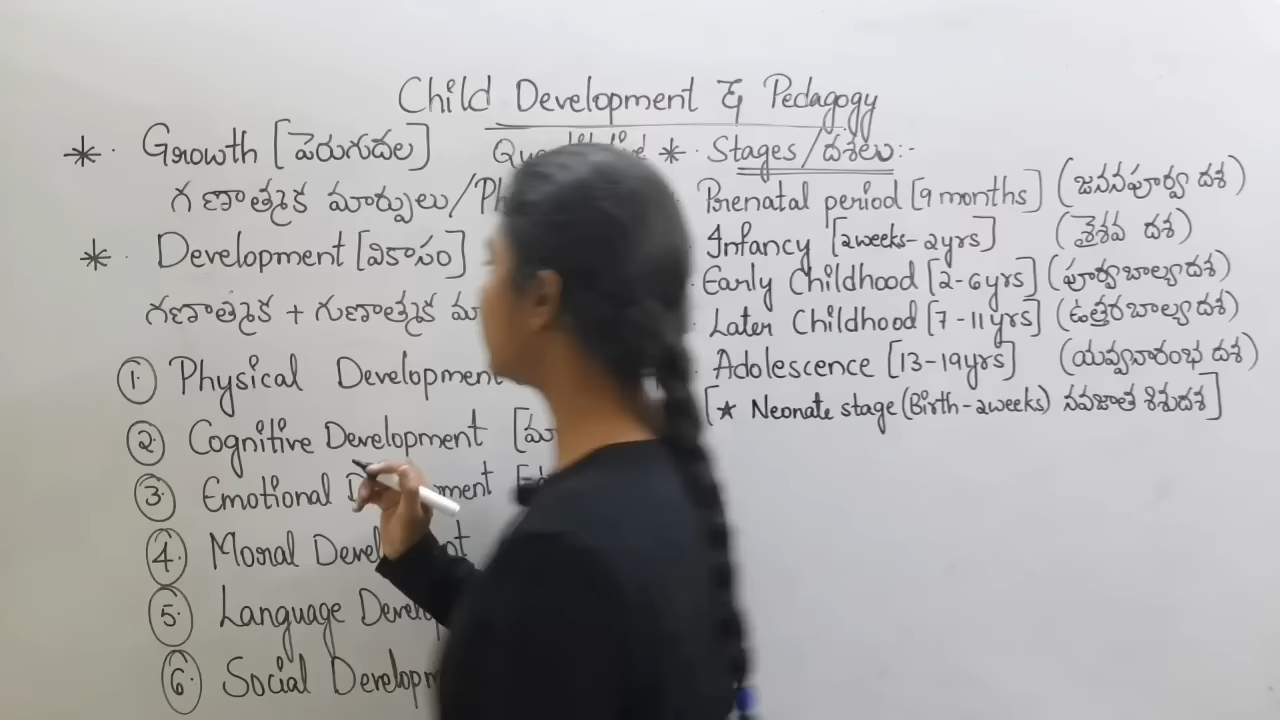 Child Development & Pedagogy
* Growth [పెరుగుదల]
గణాత్మక మార్పులు/Ph
* Development [వికాసం]
గణాత్మక + గుణాత్మక మా
1. Physical Development
2. Cognitive Development [మా
3. Emotional
4. Moral
5. Language
6. Social
* Stages/దశలు:-
Prenatal period [9 months] (జననపూర్వ దశ)
Infancy [2weeks-2yrs] (శైశవ దశ)
Early Childhood [2-6yrs] (పూర్వబాల్యదశ)
Later Childhood [7-11yrs] (ఉత్తరబాల్యదశ)
Adolescence [13-19yrs] (యవ్వనారంభ దశ)
[* Neonate stage (Birth-2weeks) నవజాత శిశుదశ]